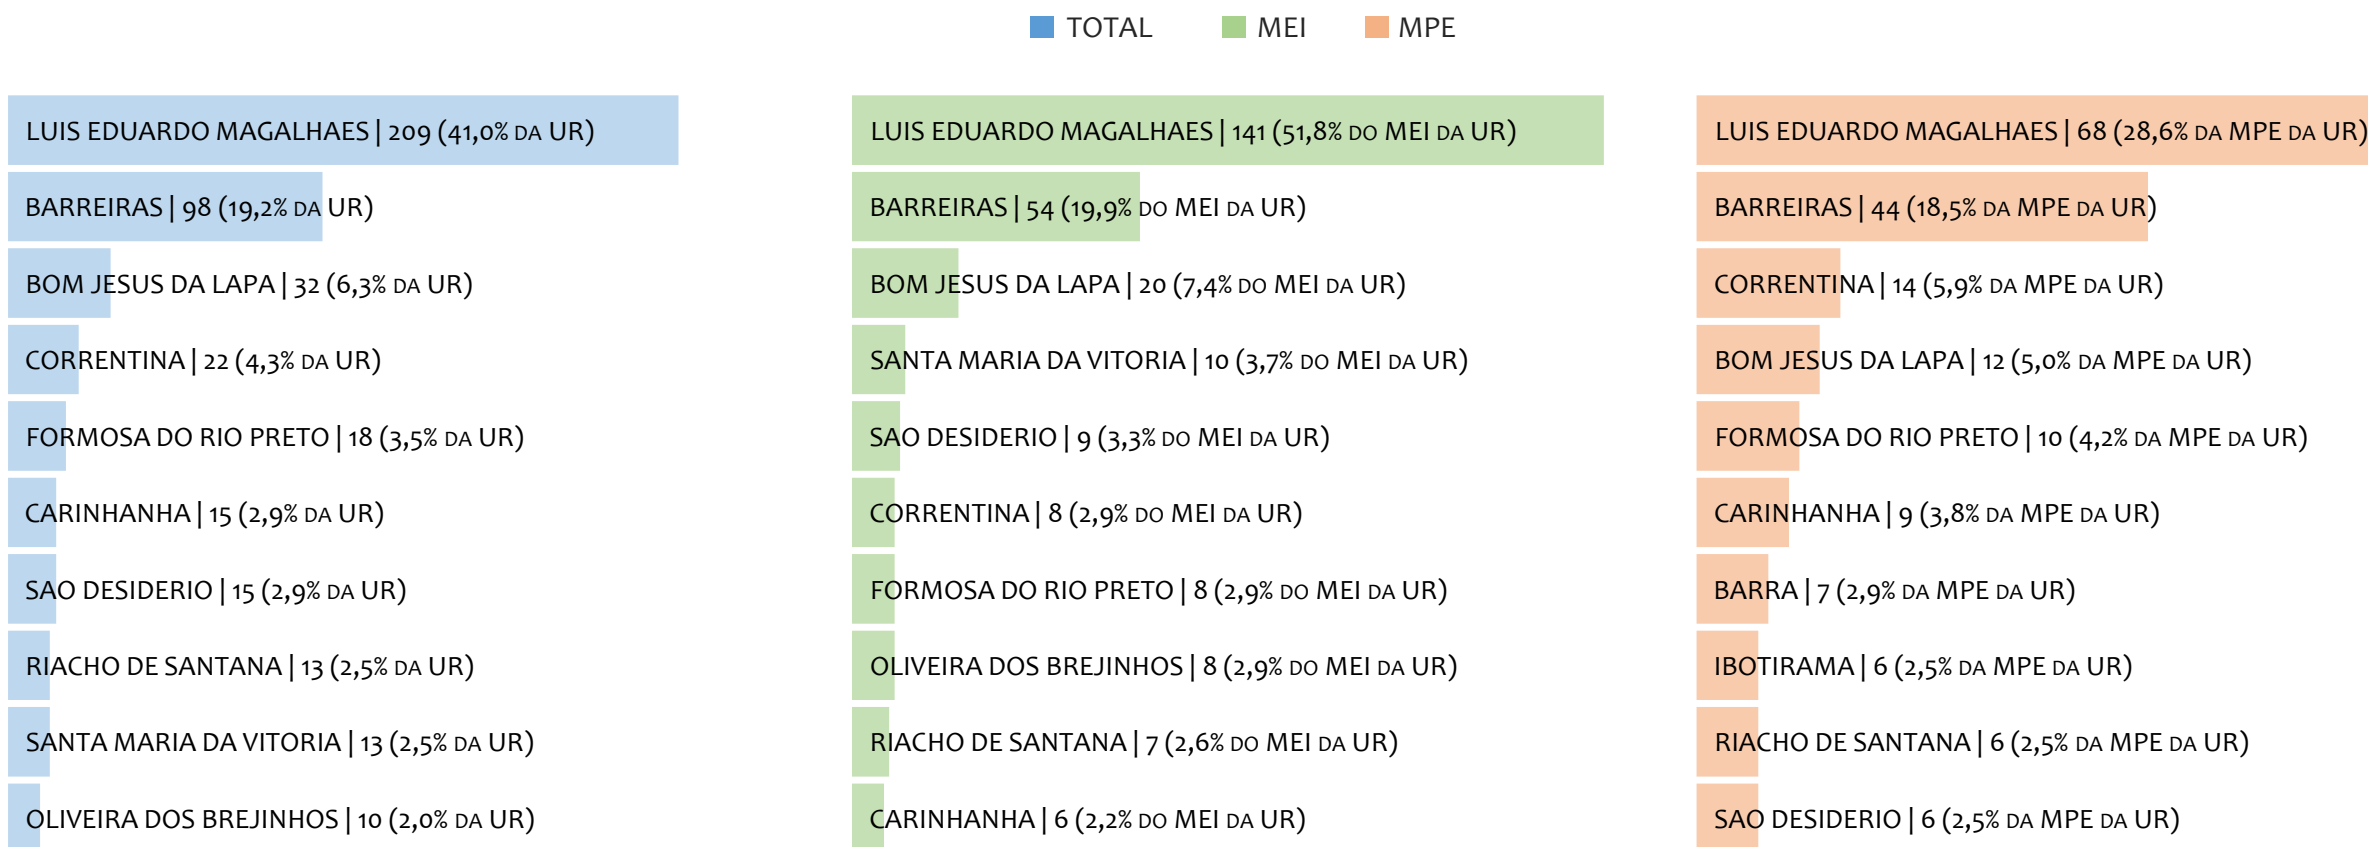 TOTAL MEI MPE
LUIS EDUARDO MAGALHAES | 209 (41,0% DA UR)
BARREIRAS | 98 (19,2% DA UR)
BOM JESUS DA LAPA | 32 (6,3% DA UR)
CORRENTINA | 22 (4,3% DA UR)
FORMOSA DO RIO PRETO | 18 (3,5% DA UR)
CARINHANHA | 15 (2,9% DA UR)
SAO DESIDERIO | 15 (2,9% DA UR)
RIACHO DE SANTANA | 13 (2,5% DA UR)
SANTA MARIA DA VITORIA | 13 (2,5% DA UR)
OLIVEIRA DOS BREJINHOS | 10 (2,0% DA UR)
LUIS EDUARDO MAGALHAES | 141 (51,8% DO MEI DA UR)
BARREIRAS | 54 (19,9% DO MEI DA UR)
BOM JESUS DA LAPA | 20 (7,4% DO MEI DA UR)
SANTA MARIA DA VITORIA | 10 (3,7% DO MEI DA UR)
SAO DESIDERIO | 9 (3,3% DO MEI DA UR)
CORRENTINA | 8 (2,9% DO MEI DA UR)
FORMOSA DO RIO PRETO | 8 (2,9% DO MEI DA UR)
OLIVEIRA DOS BREJINHOS | 8 (2,9% DO MEI DA UR)
RIACHO DE SANTANA | 7 (2,6% DO MEI DA UR)
CARINHANHA | 6 (2,2% DO MEI DA UR)
LUIS EDUARDO MAGALHAES | 68 (28,6% DA MPE DA UR)
BARREIRAS | 44 (18,5% DA MPE DA UR)
CORRENTINA | 14 (5,9% DA MPE DA UR)
BOM JESUS DA LAPA | 12 (5,0% DA MPE DA UR)
FORMOSA DO RIO PRETO | 10 (4,2% DA MPE DA UR)
CARINHANHA | 9 (3,8% DA MPE DA UR)
BARRA | 7 (2,9% DA MPE DA UR)
IBOTIRAMA | 6 (2,5% DA MPE DA UR)
RIACHO DE SANTANA | 6 (2,5% DA MPE DA UR)
SAO DESIDERIO | 6 (2,5% DA MPE DA UR)